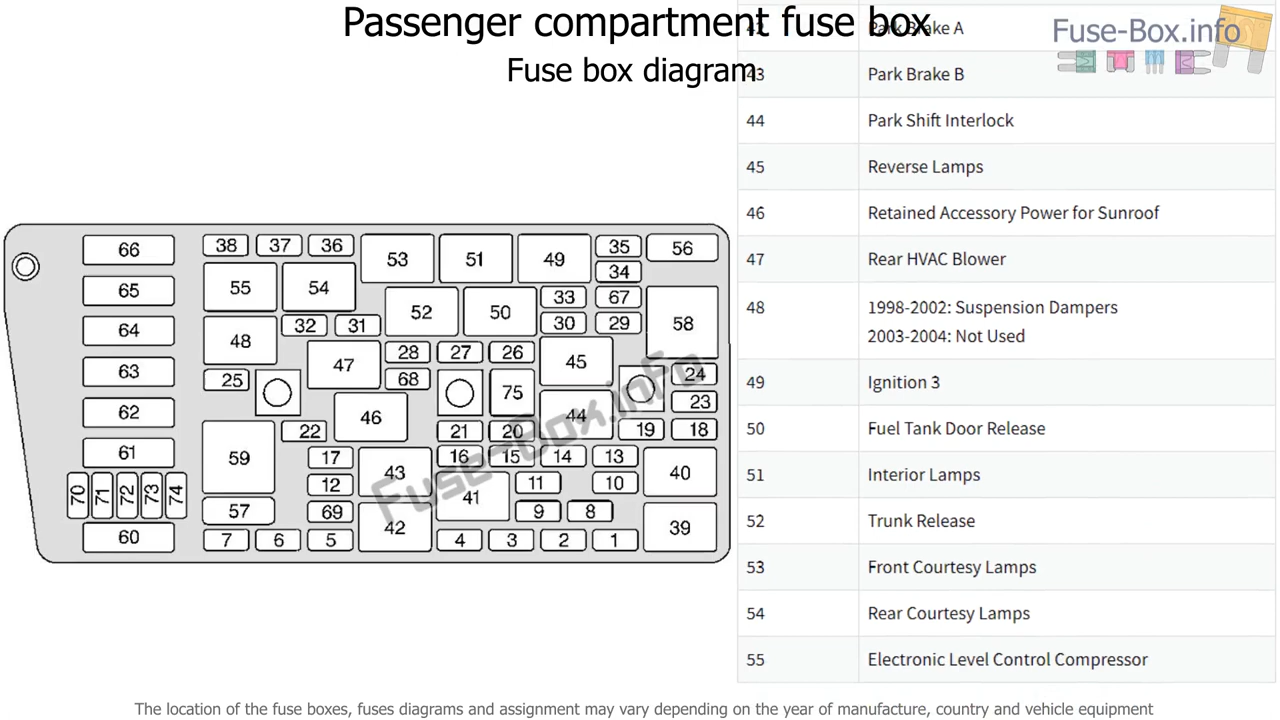 Passenger compartment fuse box
Fuse box diagram
Fuse-Box.info
42 Park Brake A
43 Park Brake B
44 Park Shift Interlock
45 Reverse Lamps
46 Retained Accessory Power for Sunroof
47 Rear HVAC Blower
48 1998-2002: Suspension Dampers
2003-2004: Not Used
49 Ignition 3
50 Fuel Tank Door Release
51 Interior Lamps
52 Trunk Release
53 Front Courtesy Lamps
54 Rear Courtesy Lamps
55 Electronic Level Control Compressor
66 38 37 36 53 51 49 35 56
34
65 55 54 33 67
52 50 58
64 48 32 31 30 29
63 47 28 27 26 45
25 68 75 24
62 46 44 23
22 21 20 19 18
61 59 17 43 16 15 14 13 40
70 71 72 73 74 12 41 11 10
57 69 42 9 8 39
60 7 6 5 4 3 2 1
Fuse-Box.info
The location of the fuse boxes, fuses diagrams and assignment may vary depending on the year of manufacture, country and vehicle equipment